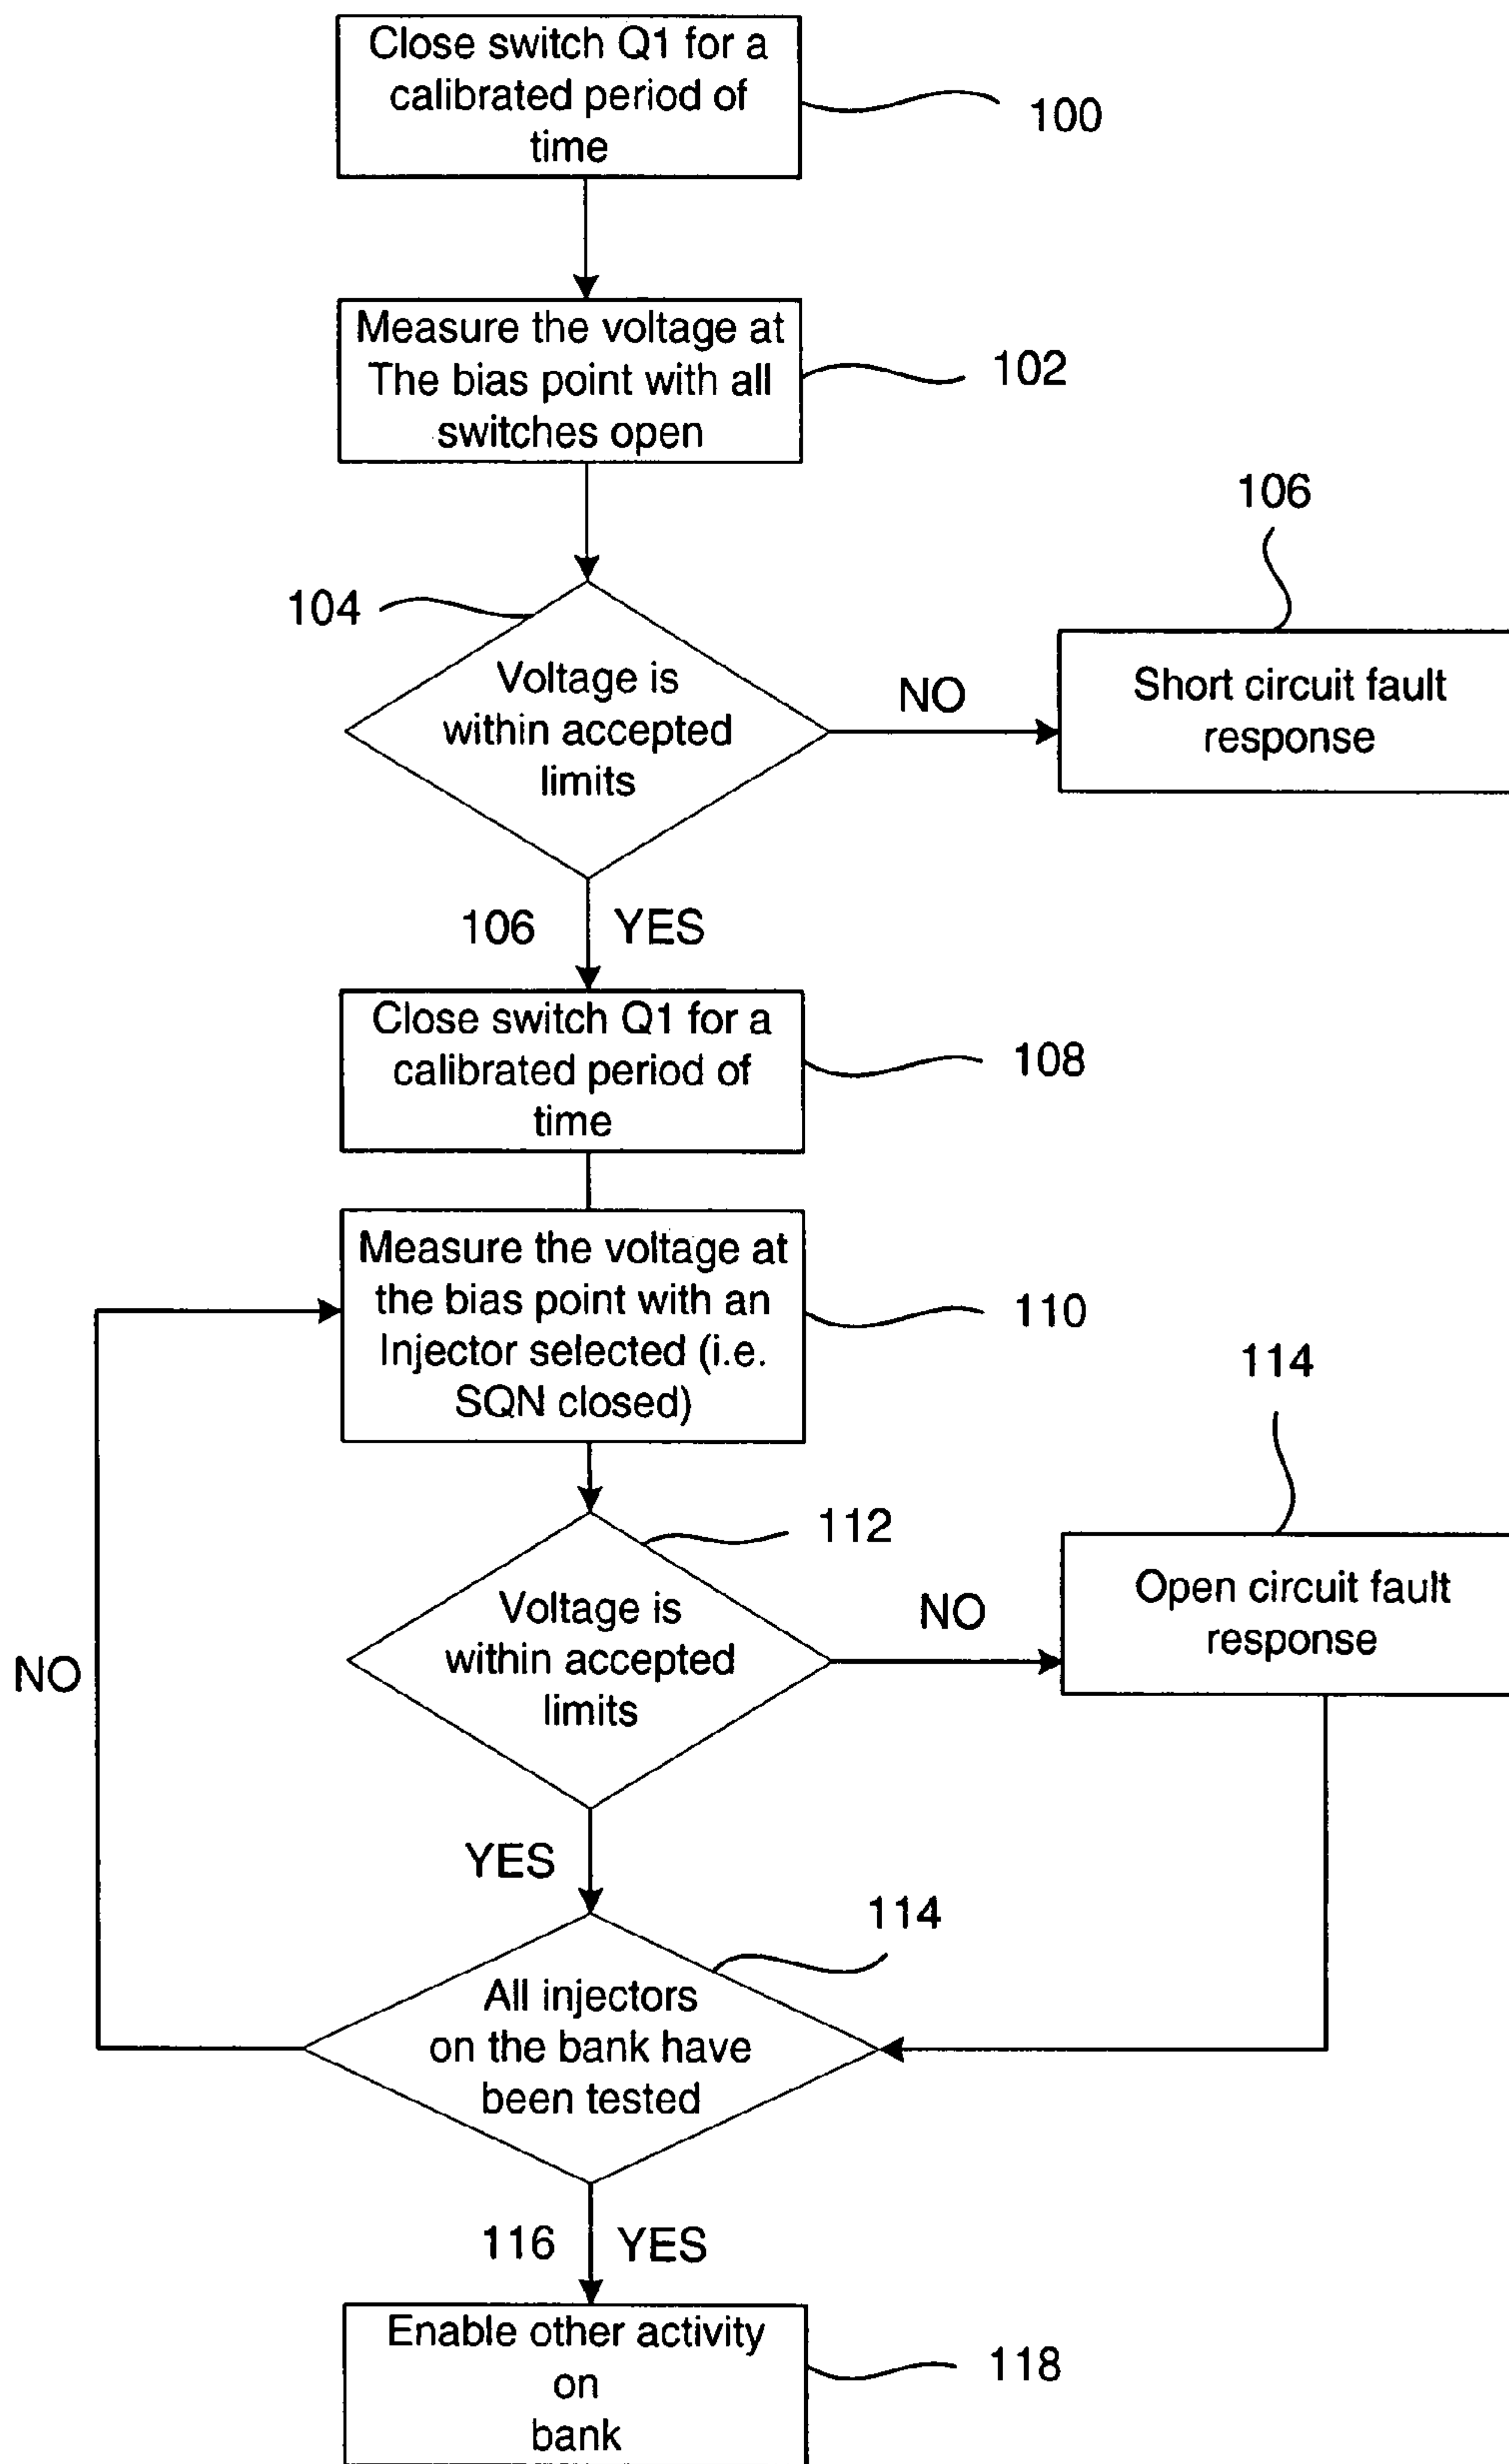 Close switch Q1 for a
calibrated period of
time
100
Measure the voltage at
The bias point with all
switches open
102
106
104
Voltage is
within accepted
limits
NO
Short circuit fault
response
106
YES
Close switch Q1 for a
calibrated period of
time
108
Measure the voltage at
the bias point with an
Injector selected (i.e.
SQN closed)
110
114
112
Voltage is
within accepted
limits
NO
Open circuit fault
response
NO
YES
114
All injectors
on the bank have
been tested
116
YES
Enable other activity
on
bank
118